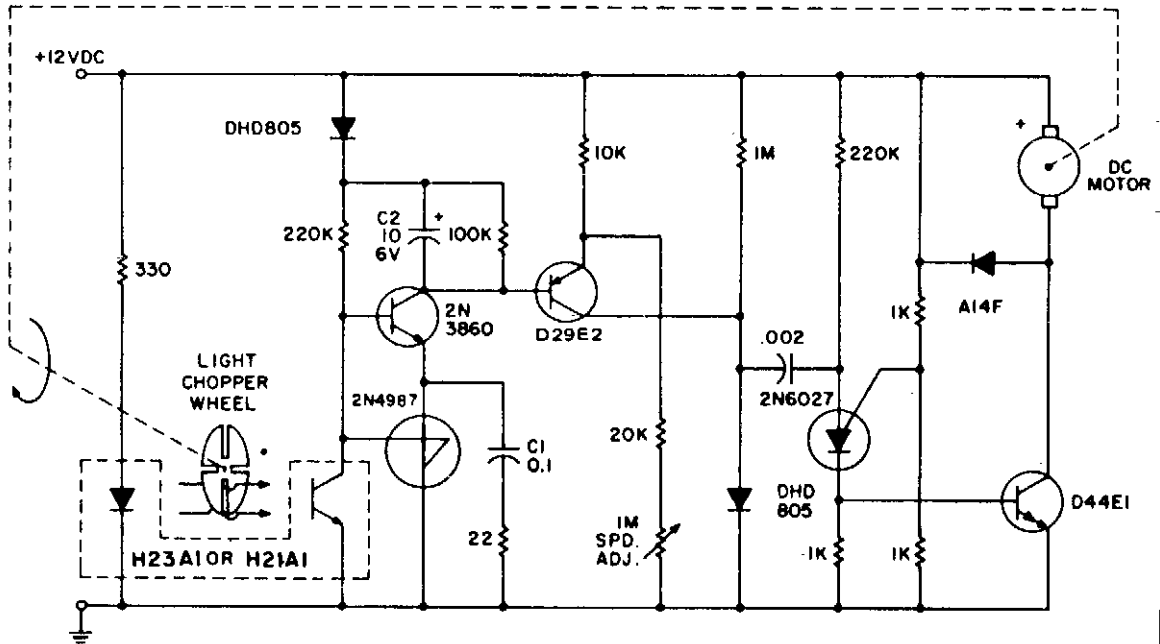 +12VDC
DHD805
10K
1M
220K
+
DC
MOTOR
330
220K
C2
10
6V
+
100K
2N
3860
D29E2
1K
A14F
LIGHT
CHOPPER
WHEEL
2N4987
.002
2N6027
C1
0.1
20K
DHD
805
D44E1
22
1M
SPD.
ADJ.
1K
1K
H23A1 OR H21A1